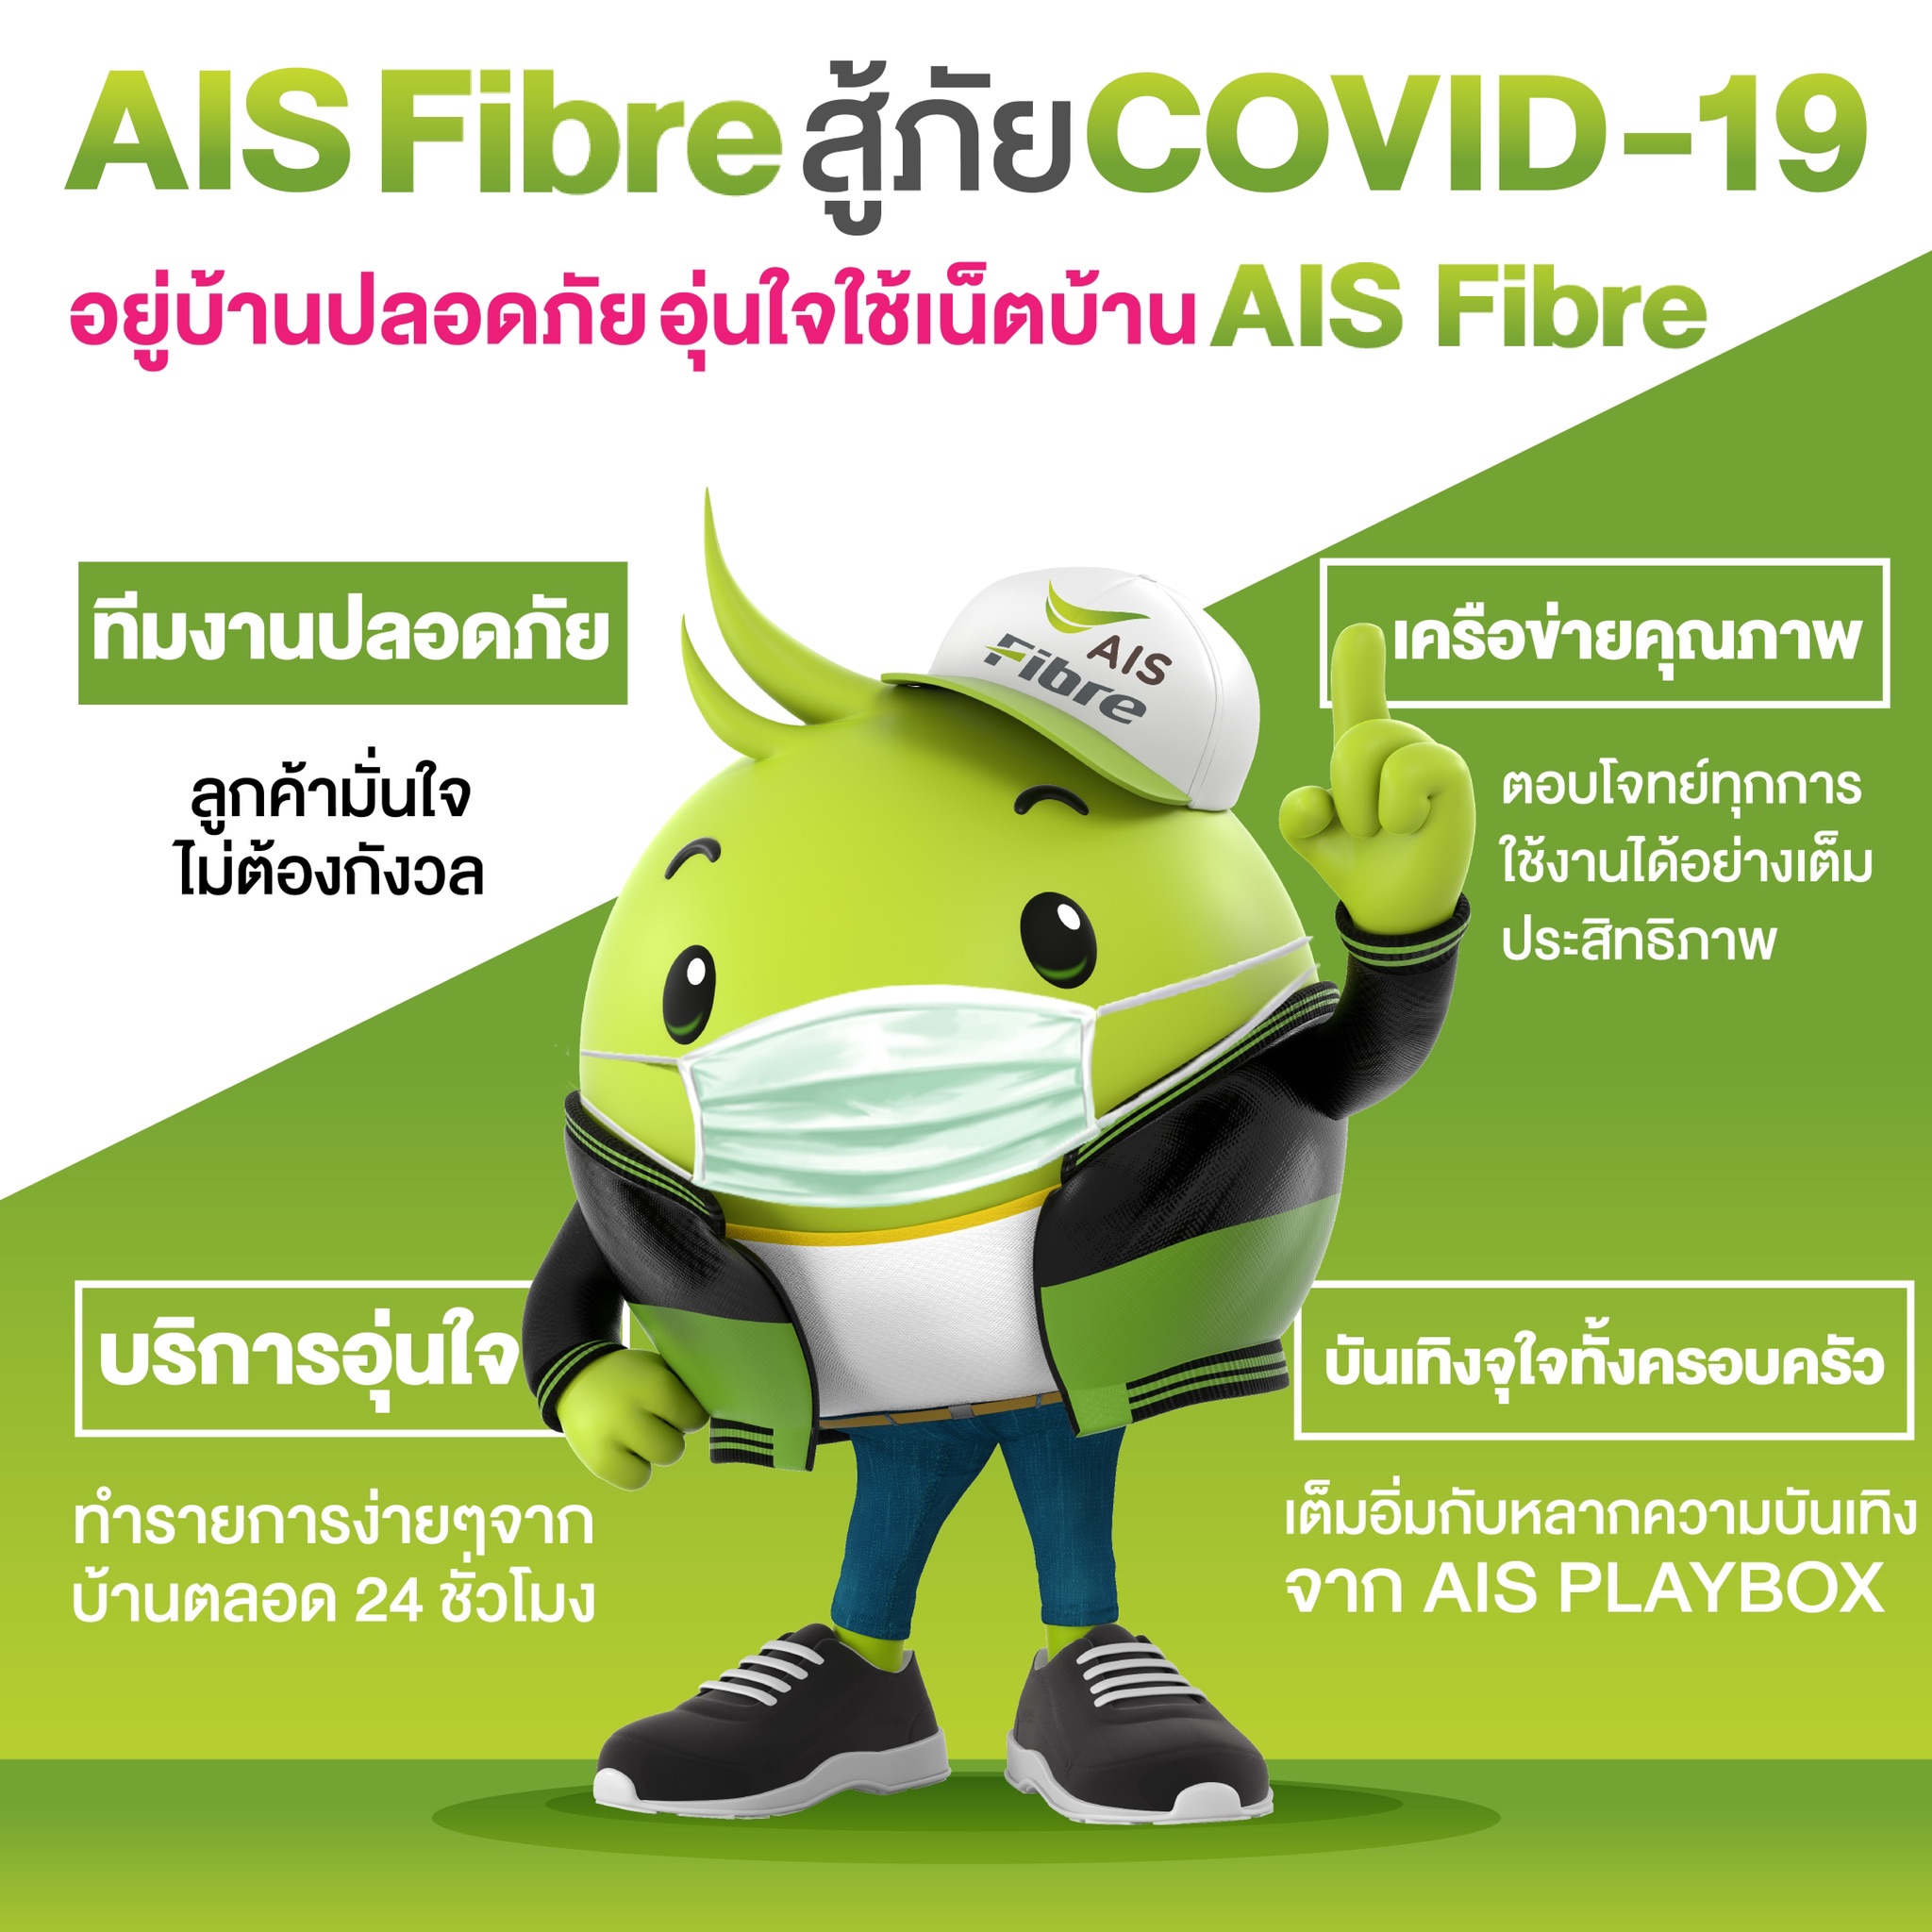 AIS Fibre สู้ภัย COVID-19
อยู่บ้านปลอดภัย อุ่นใจใช้เน็ตบ้าน AIS Fibre
AIS
Fibre
ทีมงานปลอดภัย
ลูกค้ามั่นใจ
ไม่ต้องกังวล
เครือข่ายคุณภาพ
ตอบโจทย์ทุกการ
ใช้งานได้อย่างเต็ม
ประสิทธิภาพ
บริการอุ่นใจ
ทำรายการง่ายๆจาก
บ้านตลอด 24 ชั่วโมง
บันเทิงจุใจทั้งครอบครัว
เต็มอิ่มกับหลากความบันเทิง
จาก AIS PLAYBOX